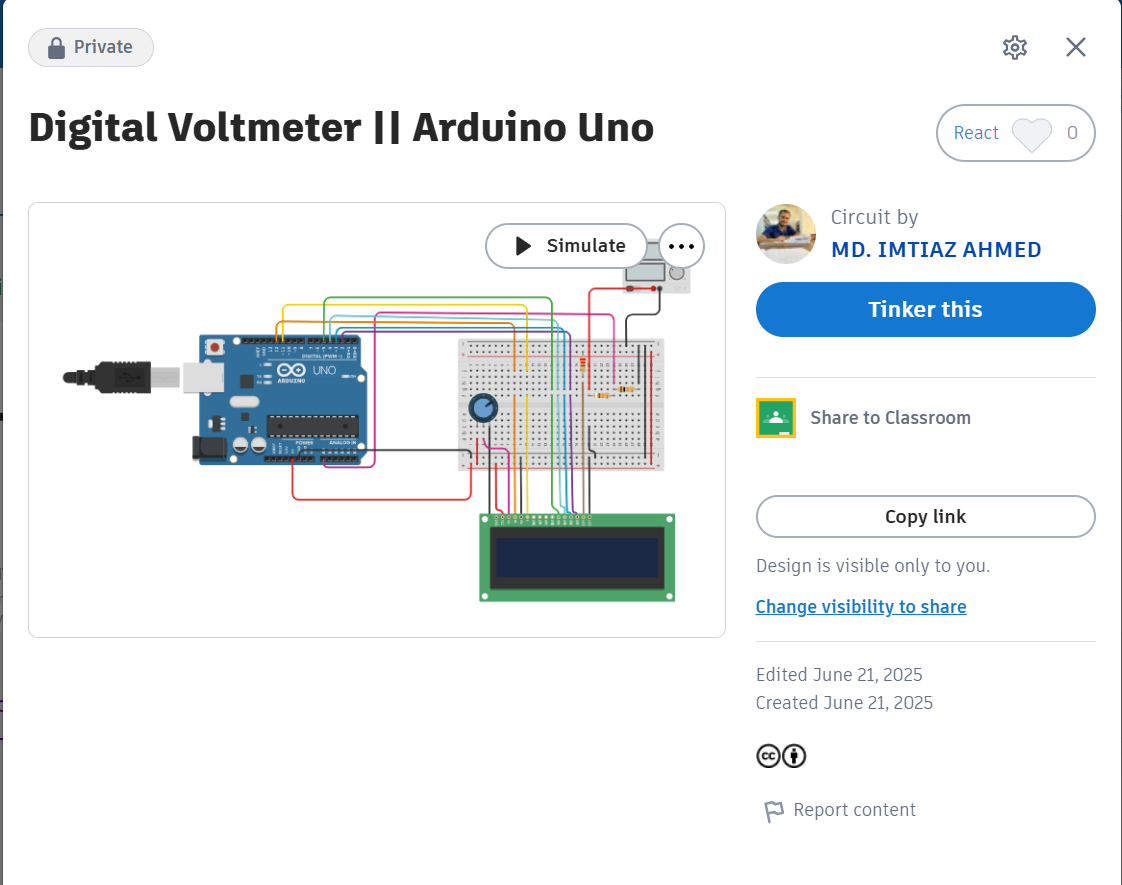 Private
Digital Voltmeter || Arduino Uno
React 0
Simulate
Circuit by
MD. IMTIAZ AHMED
Tinker this
Share to Classroom
Copy link
Design is visible only to you.
Change visibility to share
Edited June 21, 2025
Created June 21, 2025
cc
Report content
DIGITAL (PWM ~)
UNO
ARDUINO
POWER
ANALOG IN